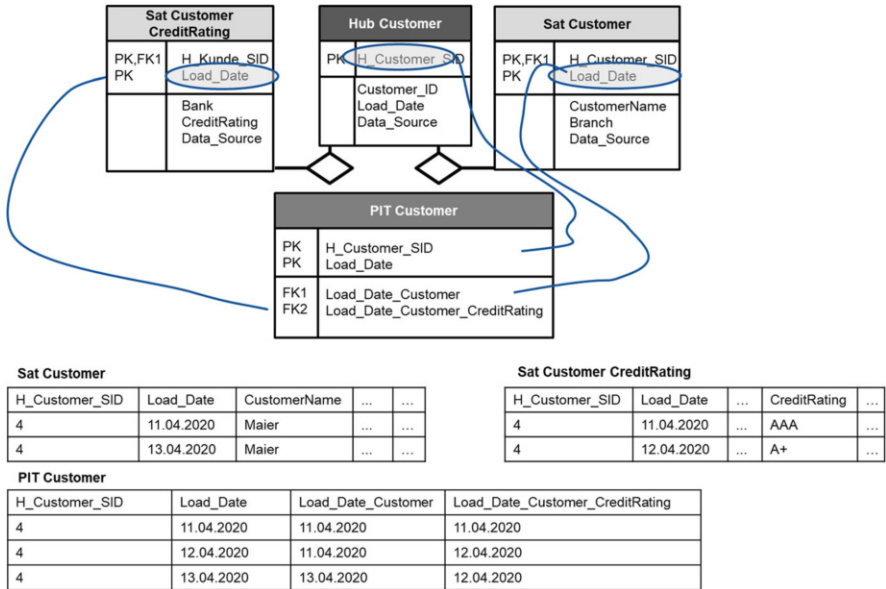 Sat Customer
CreditRating
PK,FK1 H_Kunde_SID
PK Load_Date
Bank
CreditRating
Data_Source
Hub Customer
PK H_Customer_SID
Customer_ID
Load_Date
Data_Source
Sat Customer
PK,FK1 H_Customer_SID
PK Load_Date
CustomerName
Branch
Data_Source
PIT Customer
PK H_Customer_SID
PK Load_Date
FK1 Load_Date_Customer
FK2 Load_Date_Customer_CreditRating
Sat Customer
H_Customer_SID Load_Date CustomerName ... ...
4 11.04.2020 Maier ... ...
4 13.04.2020 Maier ... ...
Sat Customer CreditRating
H_Customer_SID Load_Date ... CreditRating ...
4 11.04.2020 ... AAA ...
4 12.04.2020 ... A+ ...
PIT Customer
H_Customer_SID Load_Date Load_Date_Customer Load_Date_Customer_CreditRating
4 11.04.2020 11.04.2020 11.04.2020
4 12.04.2020 11.04.2020 12.04.2020
4 13.04.2020 13.04.2020 12.04.2020